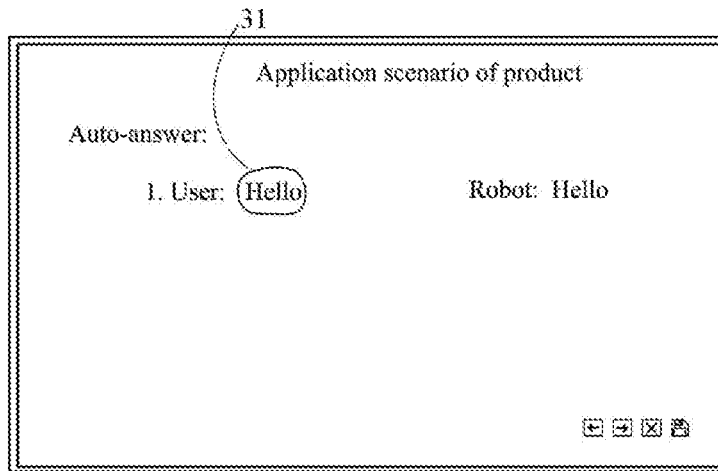 31
Application scenario of product
Auto-answer:
1. User: Hello Robot: Hello